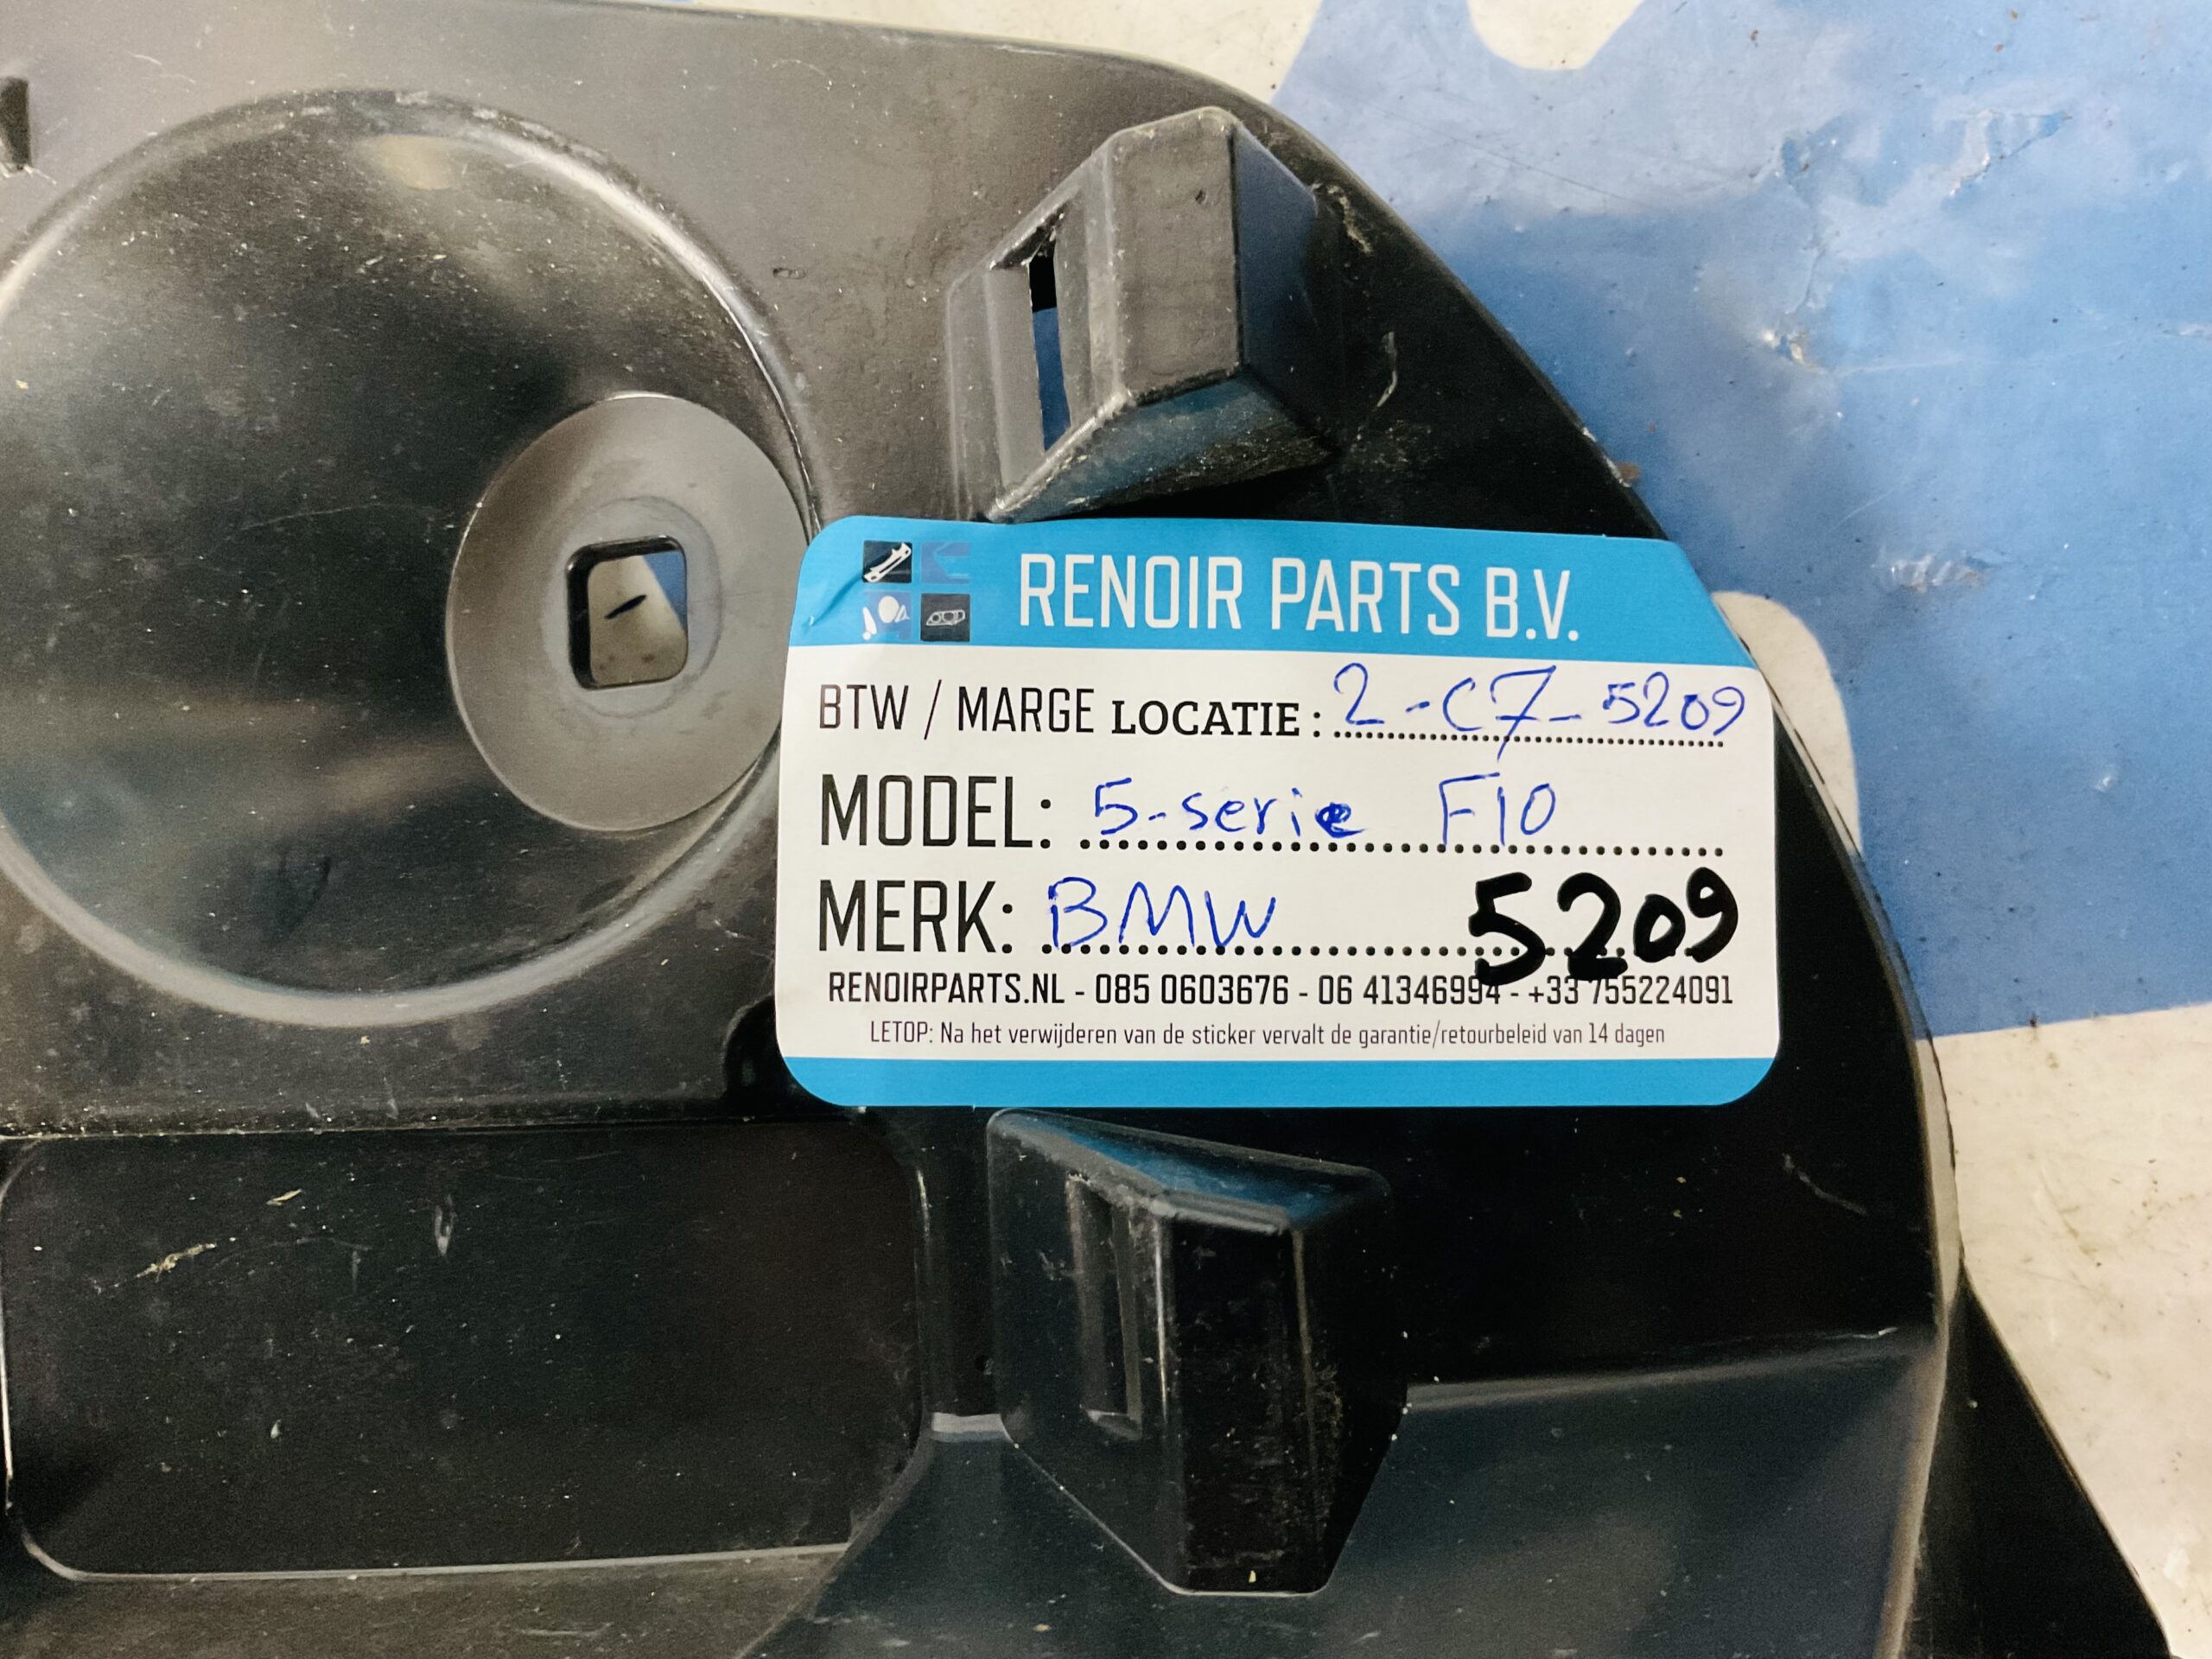 RENOIR PARTS B.V.
BTW / MARGE LOCATIE: 2-C7-5209
MODEL: 5-serie F10
MERK: BMW 5209
RENOIRPARTS.NL - 085 0603676 - 06 41346994 - +33 755224091
LETOP: Na het verwijderen van de sticker vervalt de garantie/retourbeleid van 14 dagen